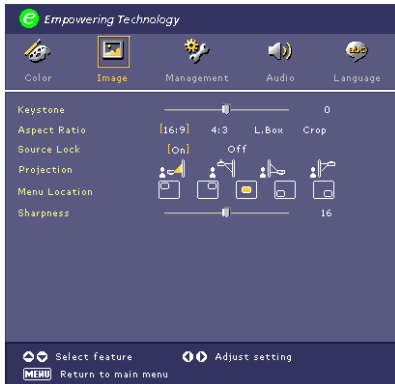 e Empowering Technology
Color Image Management Audio abc Language
Keystone 0
Aspect Ratio [16:9] 4:3 L.Box Crop
Source Lock [On] Off
Projection
Menu Location
Sharpness 16
Select feature Adjust setting
MENU Return to main menu